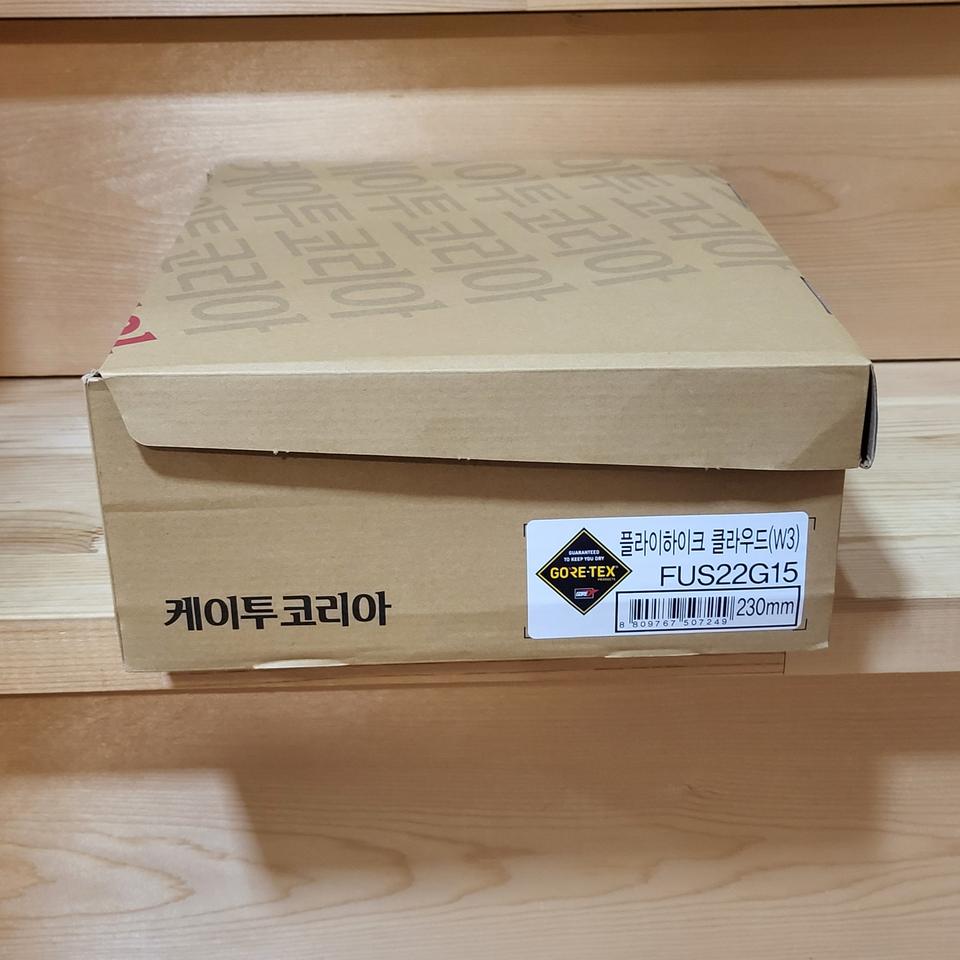 케이투코리아 케이투코리아 케이투코리아
케이투코리아
플라이하이크 클라우드(W3)
GUARANTEED
TO KEEP YOU DRY
GORE-TEX
PRODUCTS
GORE
FUS22G15
230mm
8 809767 507249